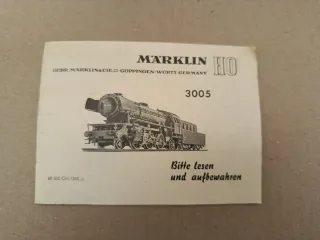 MÄRKLIN HO
GEBR. MÄRKLIN & CIE. GÖPPINGEN/WÜRTT. GERMANY
3005
Bitte lesen
und aufbewahren